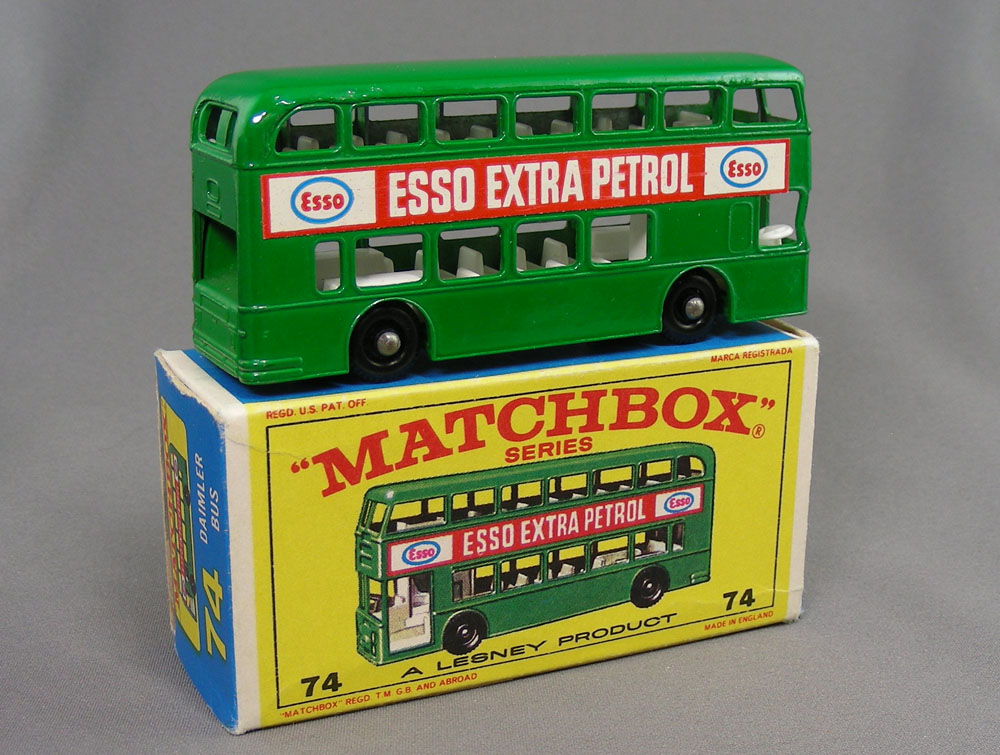 Esso ESSO EXTRA PETROL Esso
REGD. U.S. PAT. OFF.
MARCA REGISTRADA
"MATCHBOX"®
SERIES
Esso ESSO EXTRA PETROL Esso
A LESNEY PRODUCT
74
74
MADE IN ENGLAND
"MATCHBOX" REGD. T.M. G.B. AND ABROAD
DAIMLER
BUS
74